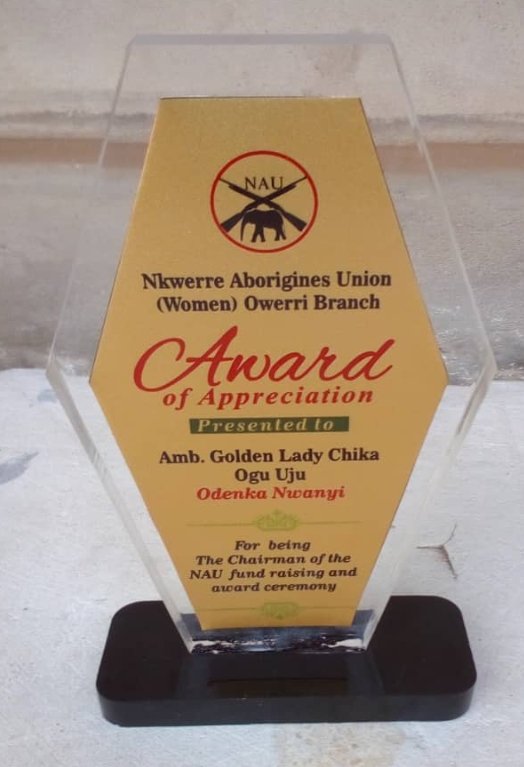 NAU
Nkwerre Aborigines Union
(Women) Owerri Branch
Award
of Appreciation
Presented to
Amb. Golden Lady Chika
Ogu Uju
Odenka Nwanyi
For being
The Chairman of the
NAU fund raising and
award ceremony